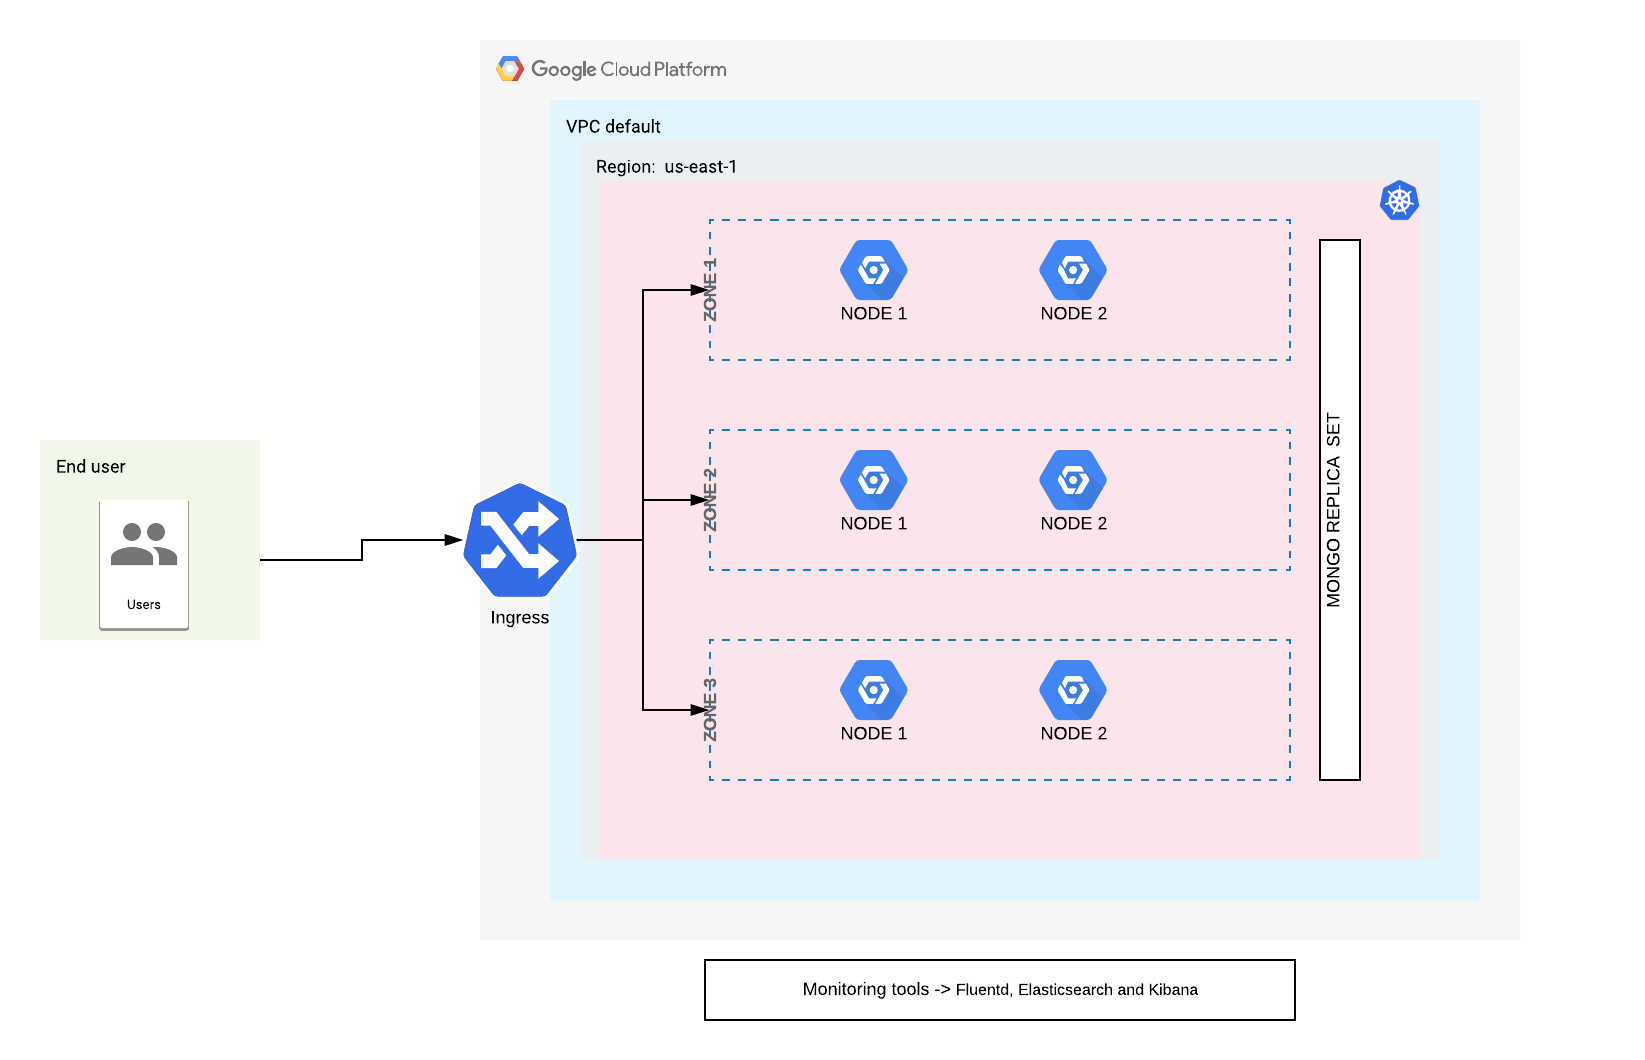 Google Cloud Platform
VPC default
Region: us-east-1
ZONE 1
NODE 1
NODE 2
ZONE 2
NODE 1
NODE 2
ZONE 3
NODE 1
NODE 2
MONGO REPLICA SET
End user
Users
Ingress
Monitoring tools -> Fluentd, Elasticsearch and Kibana